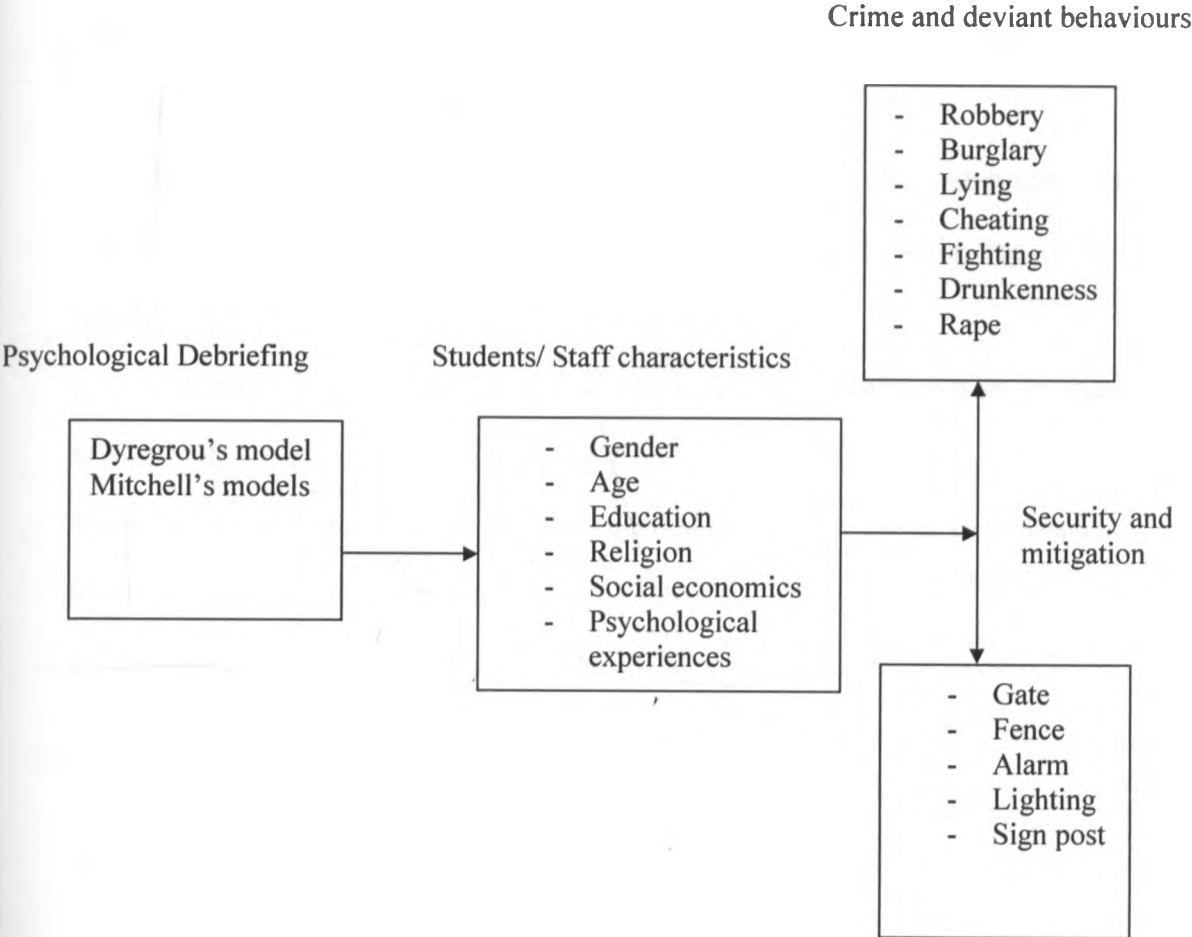 Crime and deviant behaviours
- Robbery
- Burglary
- Lying
- Cheating
- Fighting
- Drunkenness
- Rape
Psychological Debriefing
Dyregrou's model
Mitchell's models
Students/ Staff characteristics
- Gender
- Age
- Education
- Religion
- Social economics
- Psychological
experiences
Security and
mitigation
- Gate
- Fence
- Alarm
- Lighting
- Sign post